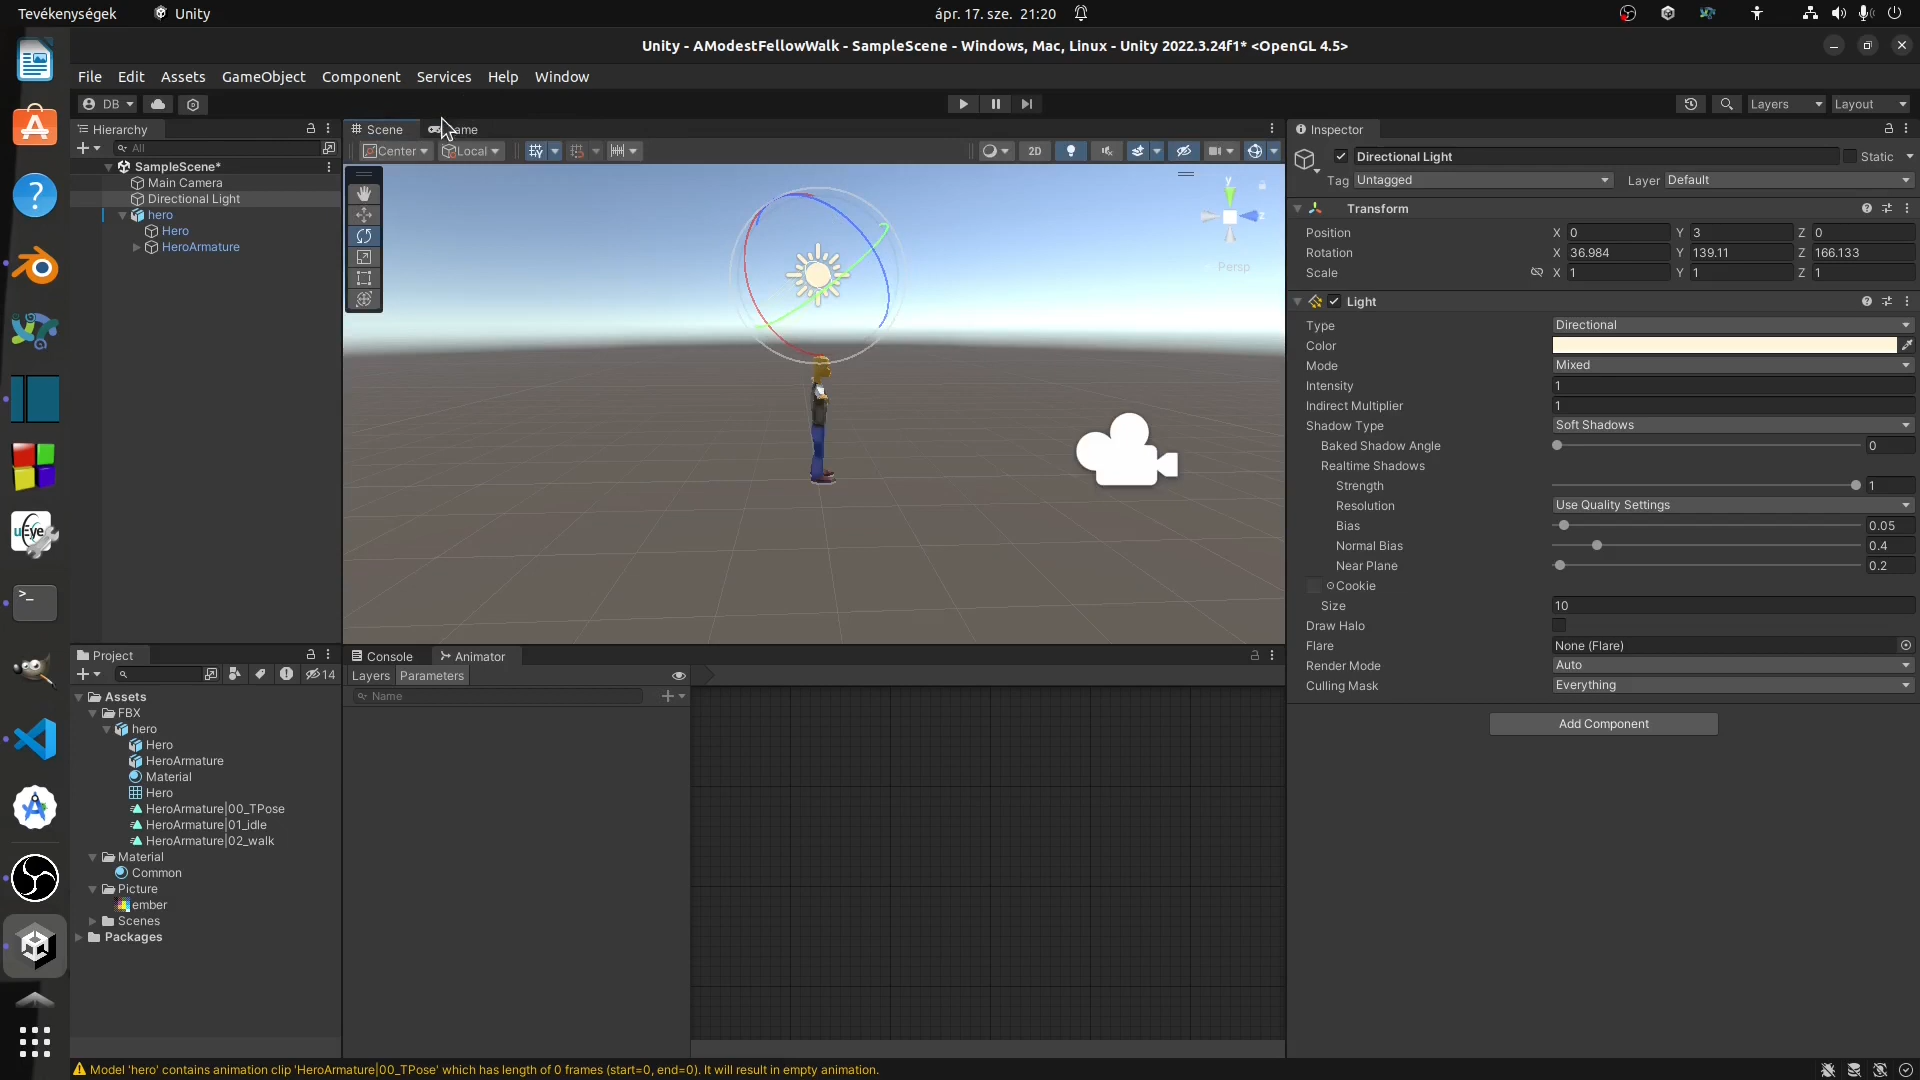 Tevékenységek
Unity
ápr. 17. sze. 21:20
Unity - AModestFellowWalk - SampleScene - Windows, Mac, Linux - Unity 2022.3.24f1* <OpenGL 4.5>
File Edit Assets GameObject Component Services Help Window
DB
Layers
Layout
Hierarchy
All
SampleScene*
Main Camera
Directional Light
hero
Hero
HeroArmature
Scene
Center Local
2D
y
z
Persp
Inspector
Directional Light
Static
Tag Untagged
Layer Default
Transform
Position X 0 Y 3 Z 0
Rotation X 36.984 Y 139.11 Z 166.133
Scale X 1 Y 1 Z 1
Light
Type Directional
Color
Mode Mixed
Intensity 1
Indirect Multiplier 1
Shadow Type Soft Shadows
Baked Shadow Angle 0
Realtime Shadows
Strength 1
Resolution Use Quality Settings
Bias 0.05
Normal Bias 0.4
Near Plane 0.2
Cookie
Size 10
Draw Halo
Flare None (Flare)
Render Mode Auto
Culling Mask Everything
Add Component
Project
14
Assets
FBX
hero
Hero
HeroArmature
Material
Hero
HeroArmature|00_TPose
HeroArmature|01_idle
HeroArmature|02_walk
Material
Common
Picture
ember
Scenes
Packages
Console Animator
Layers Parameters
Name
uEye
Model 'hero' contains animation clip 'HeroArmature|00_TPose' which has length of 0 frames (start=0, end=0). It will result in empty animation.